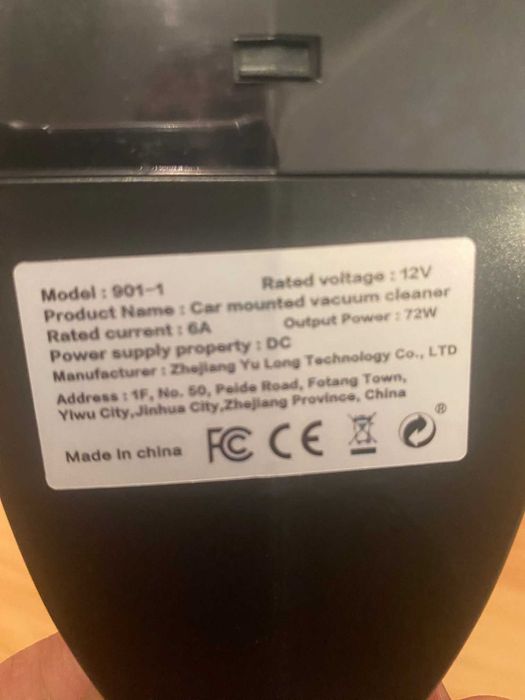 Model : 901-1 Rated voltage : 12V
Product Name : Car mounted vacuum cleaner
Rated current : 6A Output Power : 72W
Power supply property : DC
Manufacturer : Zhejiang Yu Long Technology Co., LTD
Address : 1F, No. 50, Peide Road, Fotang Town,
Yiwu City,Jinhua City,Zhejiang Province, China
Made in china FC CE ®